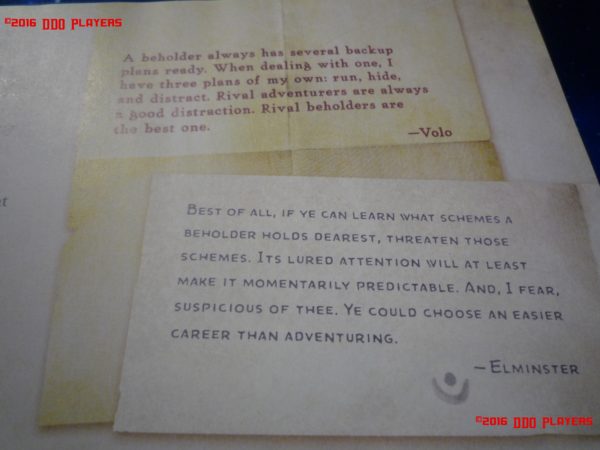 ©2016 DDO PLAYERS
A beholder always has several backup
plans ready. When dealing with one, I
have three plans of my own: run, hide,
and distract. Rival adventurers are always
a good distraction. Rival beholders are
the best one.
—Volo
Best of all, if ye can learn what schemes a
beholder holds dearest, threaten those
schemes. Its lured attention will at least
make it momentarily predictable. And, I fear,
suspicious of thee. Ye could choose an easier
career than adventuring.
—Elminster
©2016 DDO PLAYERS